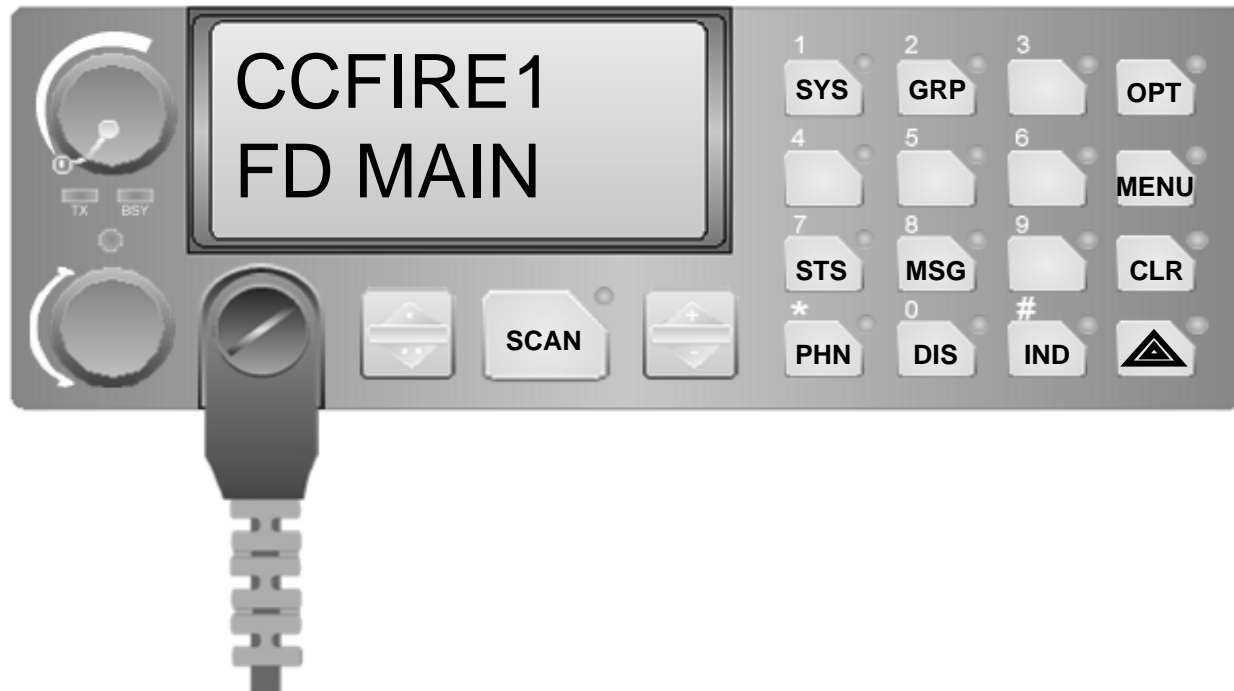 CCFIRE1
FD MAIN
TX BSY
SCAN
1 2 3
SYS GRP OPT
4 5 6
MENU
7 8 9
STS MSG CLR
* 0 #
PHN DIS IND